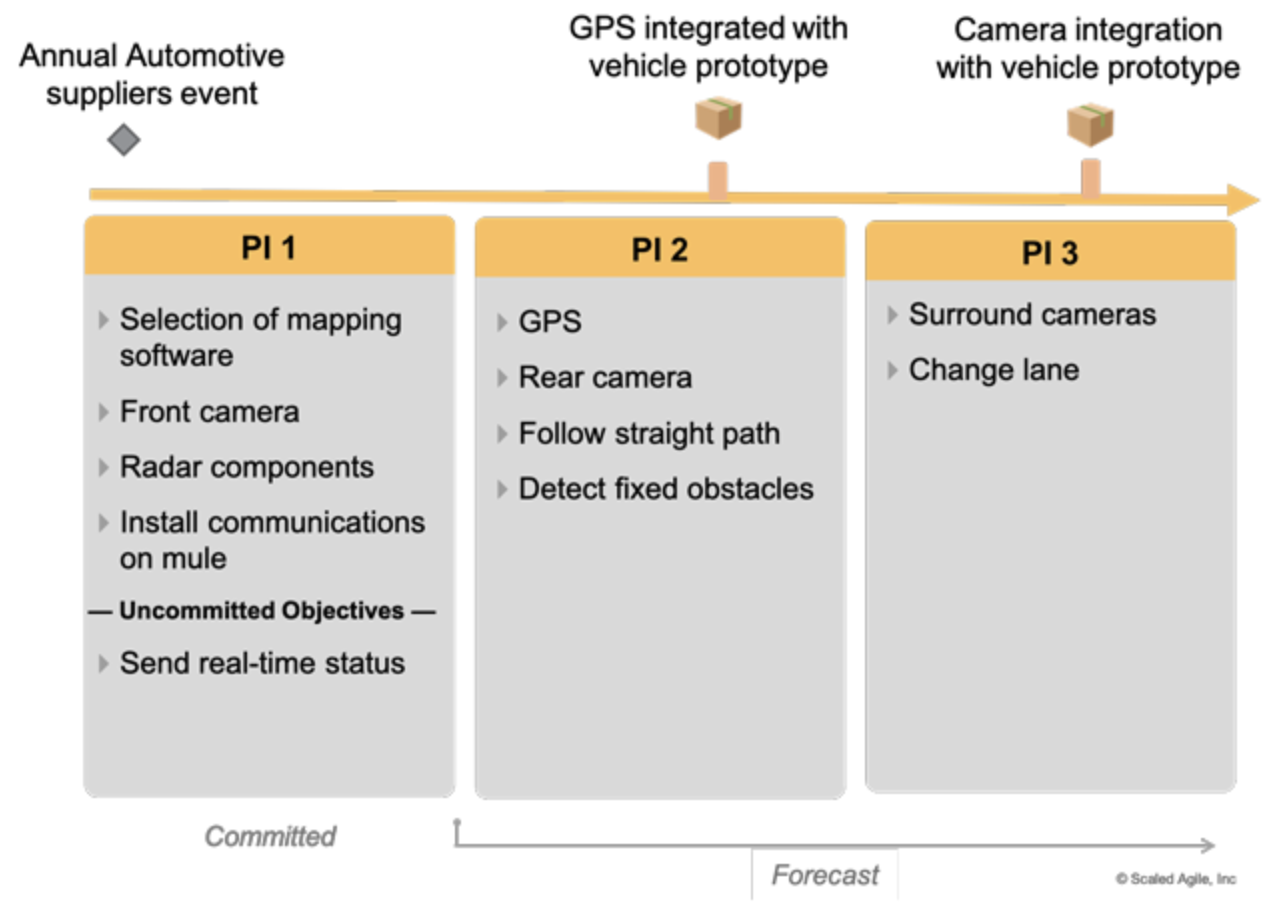 Annual Automotive
suppliers event
GPS integrated with
vehicle prototype
Camera integration
with vehicle prototype
PI 1
Selection of mapping
software
Front camera
Radar components
Install communications
on mule
— Uncommitted Objectives —
Send real-time status
PI 2
GPS
Rear camera
Follow straight path
Detect fixed obstacles
PI 3
Surround cameras
Change lane
Committed
Forecast
© Scaled Agile, Inc